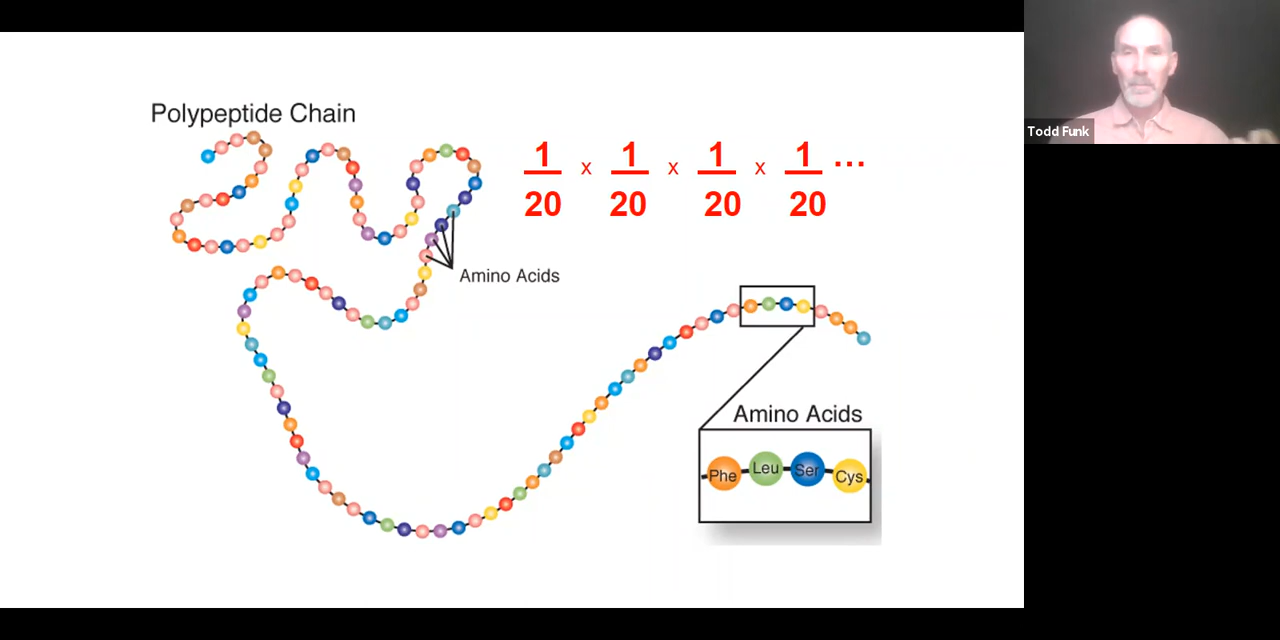 Polypeptide Chain
1/20 x 1/20 x 1/20 x 1/20 ...
Amino Acids
Amino Acids
Phe Leu Ser Cys
Todd Funk